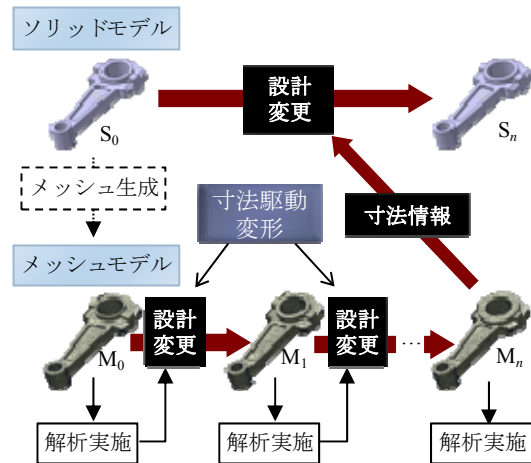 ソリッドモデル
設計
変更
S0
Sn
メッシュ生成
寸法駆動
変形
寸法情報
メッシュモデル
設計
変更
設計
変更
M0
M1
…
Mn
解析実施
解析実施
解析実施